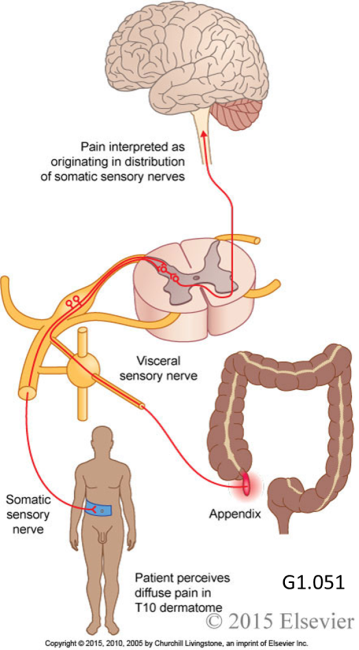 Pain interpreted as
originating in distribution
of somatic sensory nerves
Visceral
sensory nerve
Somatic
sensory
nerve
Appendix
Patient perceives
diffuse pain in
T10 dermatome
G1.051
© 2015 Elsevier
Copyright © 2015, 2010, 2005 by Churchill Livingstone, an imprint of Elsevier Inc.